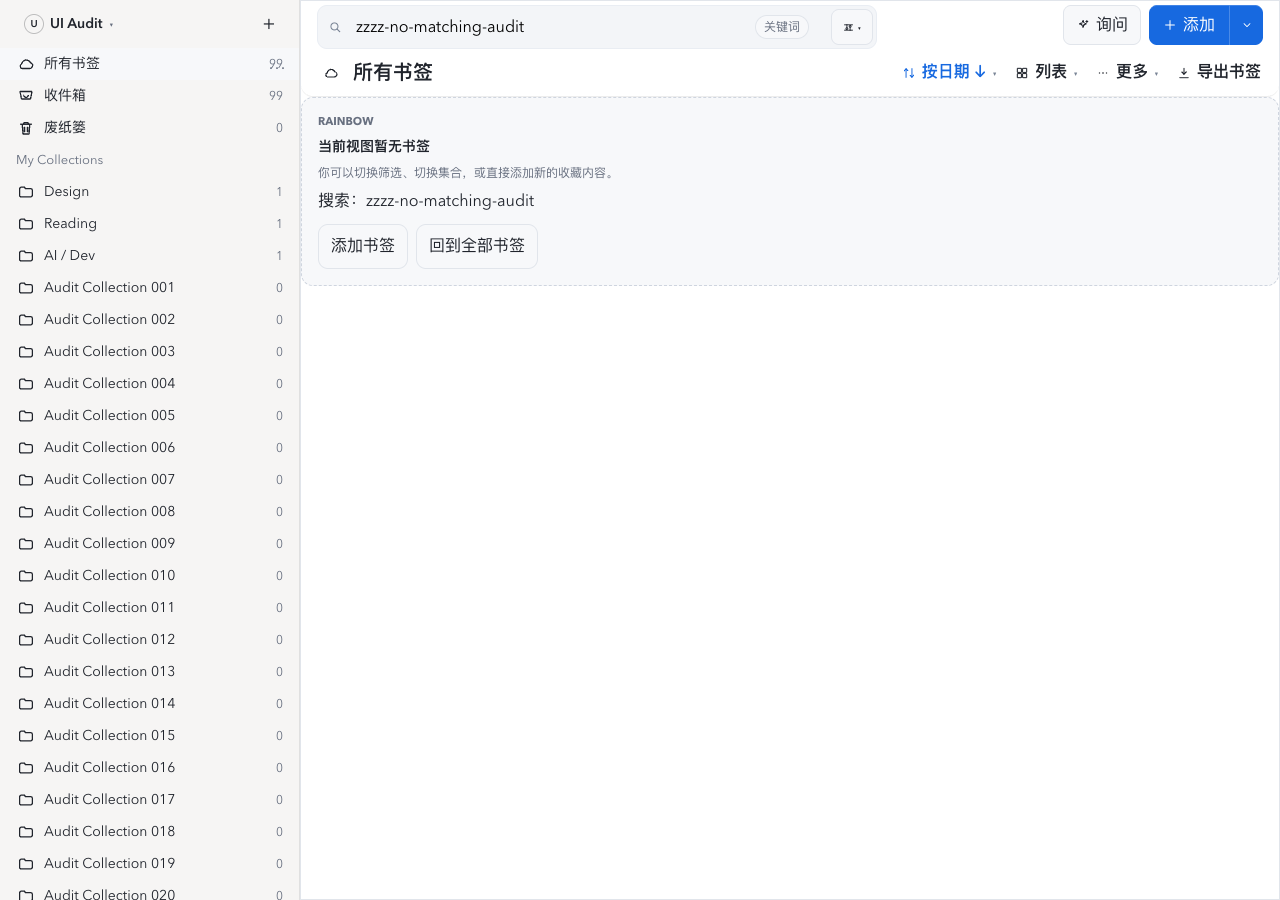 U UI Audit
所有书签 99
收件箱 99
废纸篓 0
My Collections
Design 1
Reading 1
AI / Dev 1
Audit Collection 001 0
Audit Collection 002 0
Audit Collection 003 0
Audit Collection 004 0
Audit Collection 005 0
Audit Collection 006 0
Audit Collection 007 0
Audit Collection 008 0
Audit Collection 009 0
Audit Collection 010 0
Audit Collection 011 0
Audit Collection 012 0
Audit Collection 013 0
Audit Collection 014 0
Audit Collection 015 0
Audit Collection 016 0
Audit Collection 017 0
Audit Collection 018 0
Audit Collection 019 0
Audit Collection 020 0
zzzz-no-matching-audit 关键词
询问 添加
所有书签 按日期 列表 更多 导出书签
RAINBOW
当前视图暂无书签
你可以切换筛选、切换集合，或直接添加新的收藏内容。
搜索：zzzz-no-matching-audit
添加书签 回到全部书签